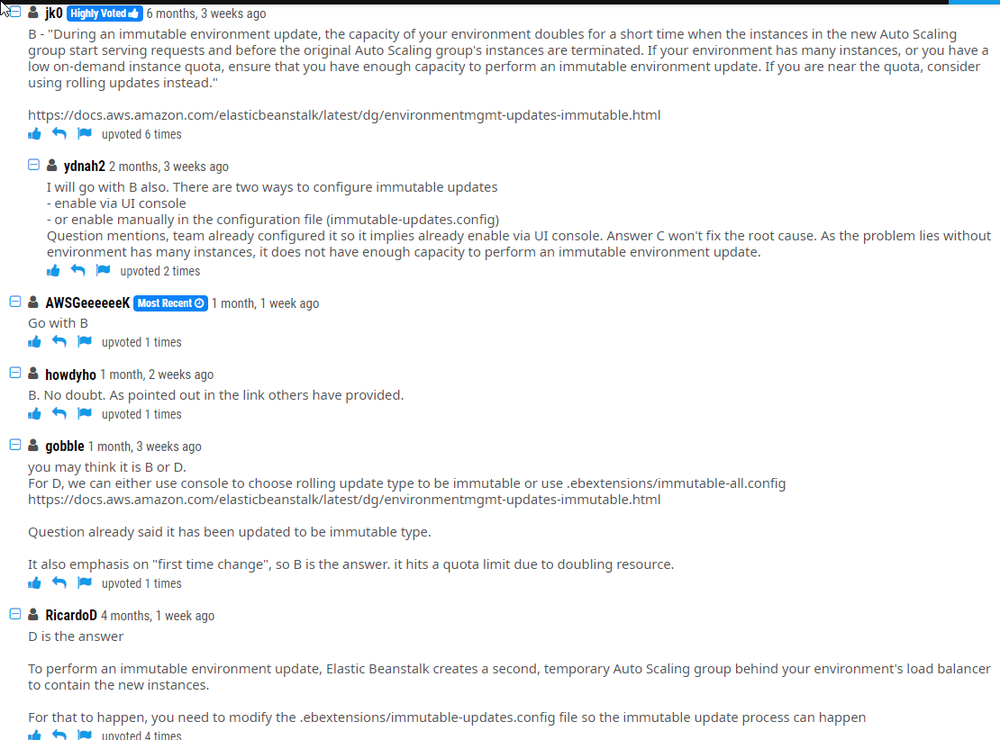 jk0 Highly Voted 6 months, 3 weeks ago
B - "During an immutable environment update, the capacity of your environment doubles for a short time when the instances in the new Auto Scaling
group start serving requests and before the original Auto Scaling group's instances are terminated. If your environment has many instances, or you have a
low on-demand instance quota, ensure that you have enough capacity to perform an immutable environment update. If you are near the quota, consider
using rolling updates instead."
https://docs.aws.amazon.com/elasticbeanstalk/latest/dg/environmentmgmt-updates-immutable.html
upvoted 6 times
ydnah2 2 months, 3 weeks ago
I will go with B also. There are two ways to configure immutable updates
- enable via UI console
- or enable manually in the configuration file (immutable-updates.config)
Question mentions, team already configured it so it implies already enable via UI console. Answer C won't fix the root cause. As the problem lies without
environment has many instances, it does not have enough capacity to perform an immutable environment update.
upvoted 2 times
AWSGeeeeeeK Most Recent 1 month, 1 week ago
Go with B
upvoted 1 times
howdyho 1 month, 2 weeks ago
B. No doubt. As pointed out in the link others have provided.
upvoted 1 times
gobble 1 month, 3 weeks ago
you may think it is B or D.
For D, we can either use console to choose rolling update type to be immutable or use .ebextensions/immutable-all.config
https://docs.aws.amazon.com/elasticbeanstalk/latest/dg/environmentmgmt-updates-immutable.html
Question already said it has been updated to be immutable type.
It also emphasis on "first time change", so B is the answer. it hits a quota limit due to doubling resource.
upvoted 1 times
RicardoD 4 months, 1 week ago
D is the answer
To perform an immutable environment update, Elastic Beanstalk creates a second, temporary Auto Scaling group behind your environment's load balancer
to contain the new instances.
For that to happen, you need to modify the .ebextensions/immutable-updates.config file so the immutable update process can happen
upvoted 4 times